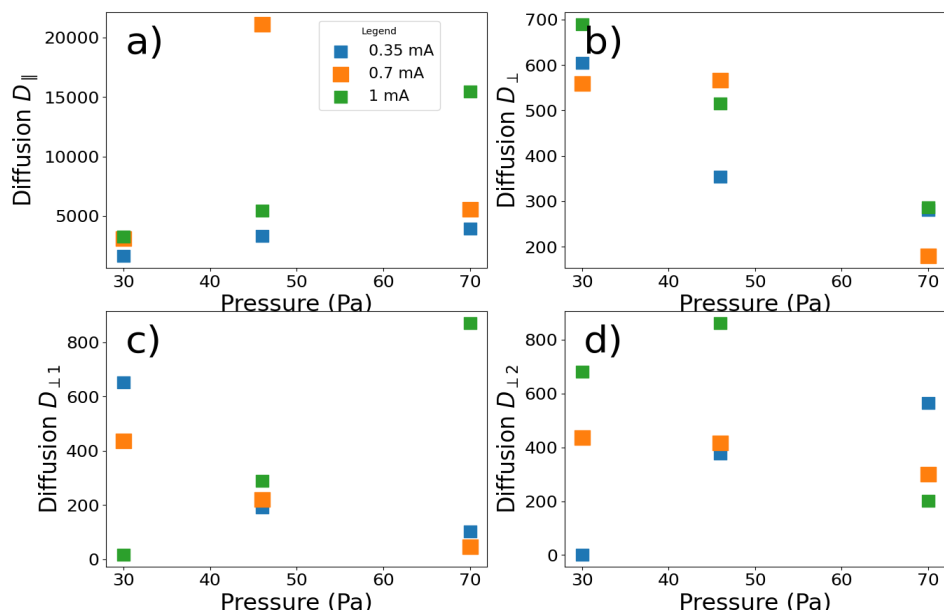 a)
Legend
0.35 mA
0.7 mA
1 mA
20000
15000
10000
5000
Diffusion D∥
30 40 50 60 70
Pressure (Pa)
b)
700
600
500
400
300
200
Diffusion D⊥
30 40 50 60 70
Pressure (Pa)
c)
800
600
400
200
0
Diffusion D⊥1
30 40 50 60 70
Pressure (Pa)
d)
800
600
400
200
0
Diffusion D⊥2
30 40 50 60 70
Pressure (Pa)